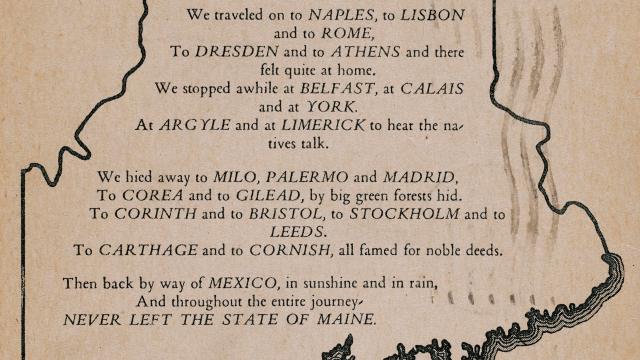 We traveled on to NAPLES, to LISBON
and to ROME,
To DRESDEN and to ATHENS and there
felt quite at home.
We stopped awhile at BELFAST, at CALAIS
and at YORK.
At ARGYLE and at LIMERICK to hear the na-
tives talk.
We hied away to MILO, PALERMO and MADRID,
To COREA and to GILEAD, by big green forests hid.
To CORINTH and to BRISTOL, to STOCKHOLM and to
LEEDS.
To CARTHAGE and to CORNISH, all famed for noble deeds.
Then back by way of MEXICO, in sunshine and in rain,
And throughout the entire journey-
NEVER LEFT THE STATE OF MAINE.